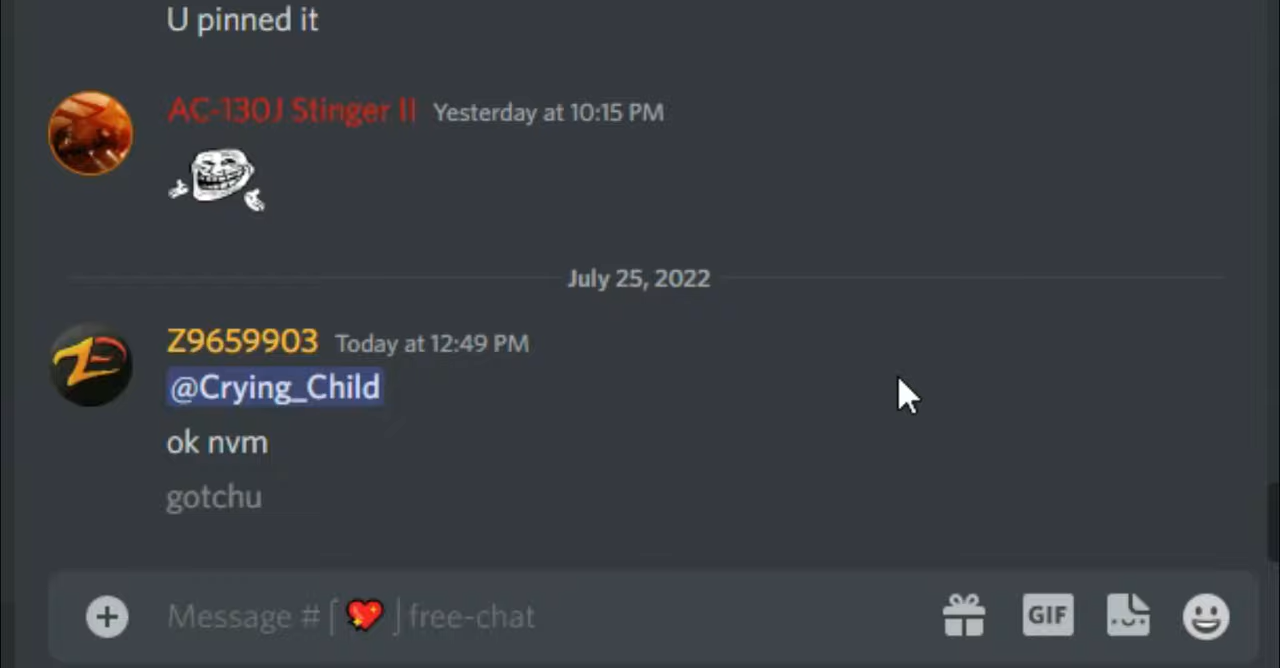 U pinned it
AC-130J Stinger II Yesterday at 10:15 PM
July 25, 2022
Z9659903 Today at 12:49 PM
@Crying_Child
ok nvm
gotchu
Message #⌈💖⌋free-chat
GIF